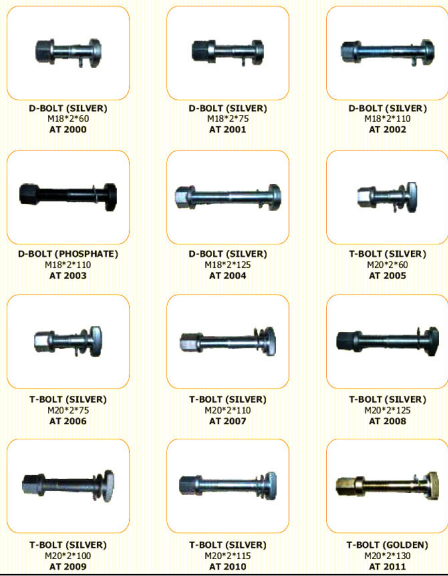 D-BOLT (SILVER)
M18*2*60
AT 2000
D-BOLT (SILVER)
M18*2*75
AT 2001
D-BOLT (SILVER)
M18*2*110
AT 2002
D-BOLT (PHOSPHATE)
M18*2*110
AT 2003
D-BOLT (SILVER)
M18*2*125
AT 2004
T-BOLT (SILVER)
M20*2*60
AT 2005
T-BOLT (SILVER)
M20*2*75
AT 2006
T-BOLT (SILVER)
M20*2*110
AT 2007
T-BOLT (SILVER)
M20*2*125
AT 2008
T-BOLT (SILVER)
M20*2*100
AT 2009
T-BOLT (SILVER)
M20*2*115
AT 2010
T-BOLT (GOLDEN)
M20*2*130
AT 2011